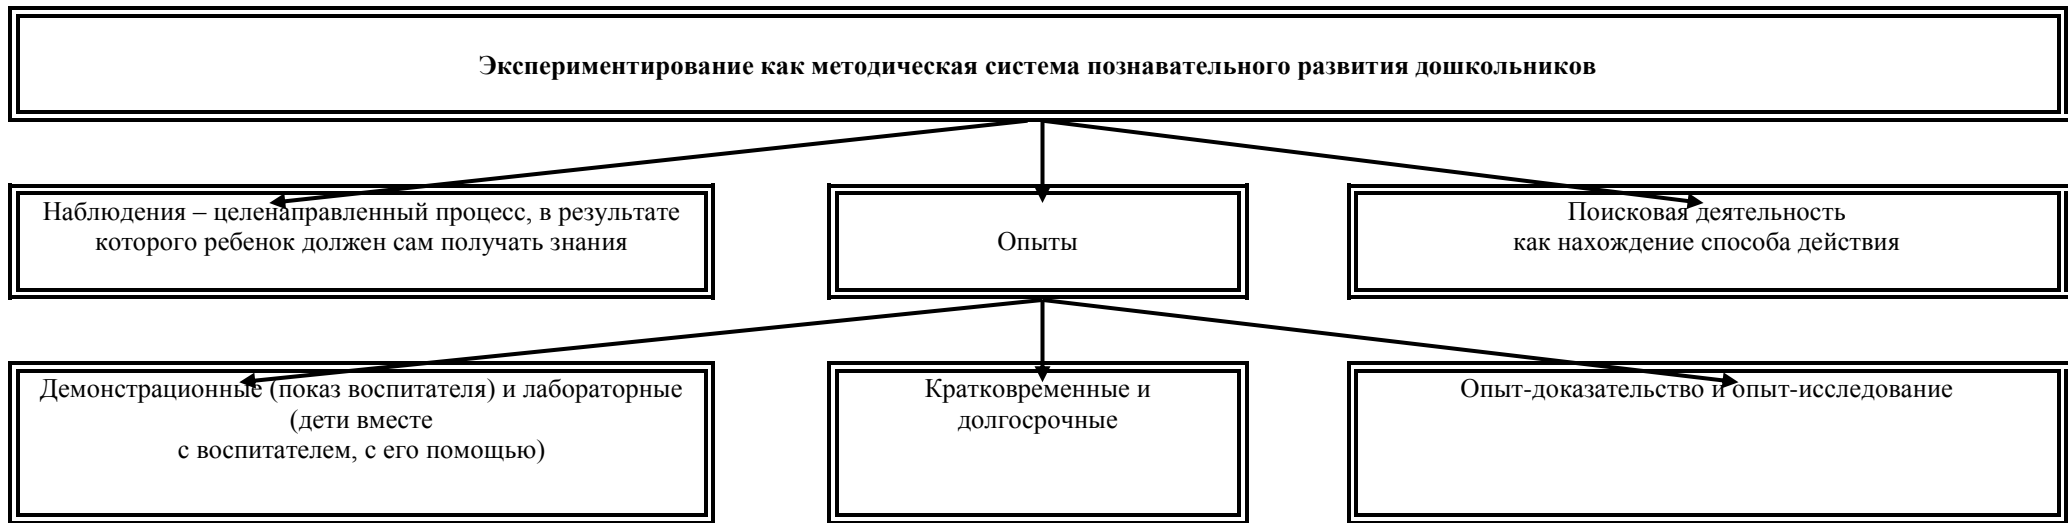 Экспериментирование как методическая система познавательного развития дошкольников
Наблюдения – целенаправленный процесс, в результате
которого ребенок должен сам получать знания
Опыты
Поисковая деятельность
как нахождение способа действия
Демонстрационные (показ воспитателя) и лабораторные
(дети вместе
с воспитателем, с его помощью)
Кратковременные и
долгосрочные
Опыт-доказательство и опыт-исследование